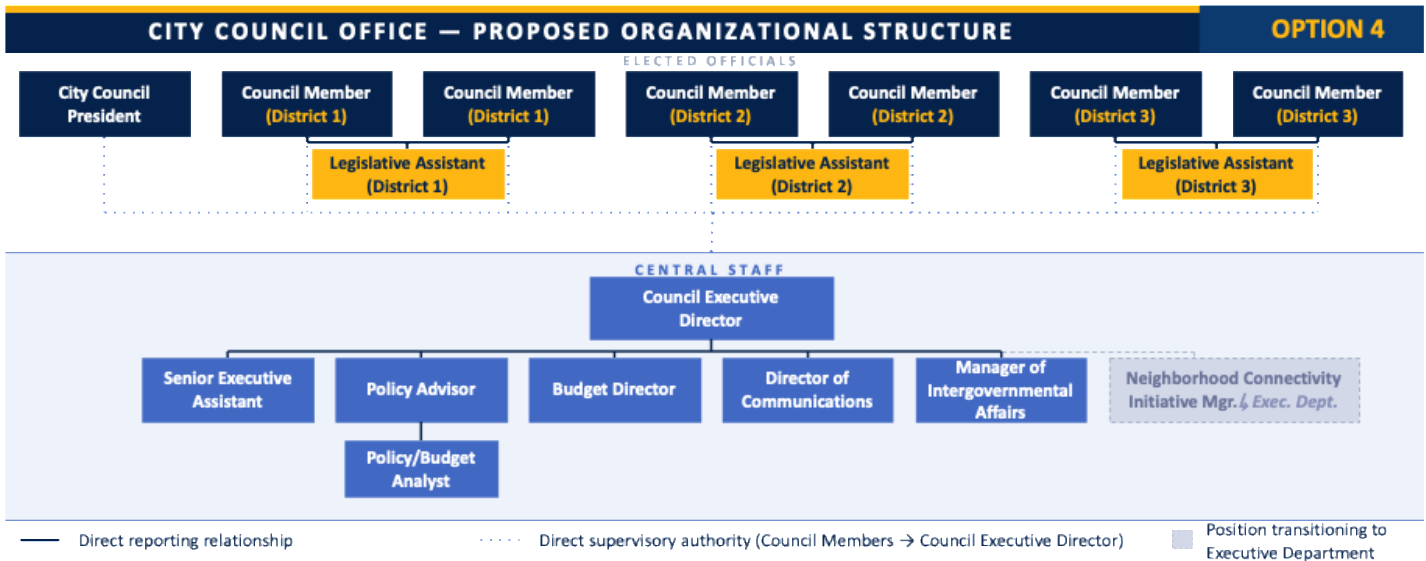 CITY COUNCIL OFFICE — PROPOSED ORGANIZATIONAL STRUCTURE
OPTION 4
ELECTED OFFICIALS
City Council
President
Council Member
(District 1)
Council Member
(District 1)
Council Member
(District 2)
Council Member
(District 2)
Council Member
(District 3)
Council Member
(District 3)
Legislative Assistant
(District 1)
Legislative Assistant
(District 2)
Legislative Assistant
(District 3)
CENTRAL STAFF
Council Executive
Director
Senior Executive
Assistant
Policy Advisor
Budget Director
Director of
Communications
Manager of
Intergovernmental
Affairs
Neighborhood Connectivity
Initiative Mgr.↳ Exec. Dept.
Policy/Budget
Analyst
Direct reporting relationship
Direct supervisory authority (Council Members → Council Executive Director)
Position transitioning to
Executive Department